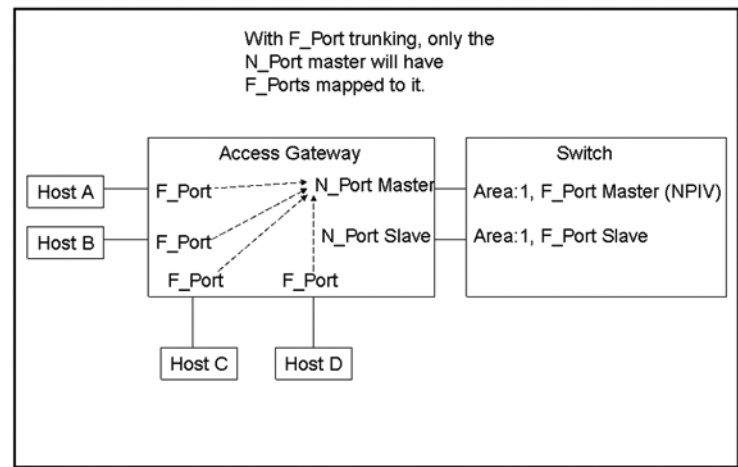 With F_Port trunking, only the
N_Port master will have
F_Ports mapped to it.
Access Gateway
Switch
Host A
F_Port
N_Port Master
Area:1, F_Port Master (NPIV)
Host B
F_Port
N_Port Slave
Area:1, F_Port Slave
F_Port
F_Port
Host C
Host D